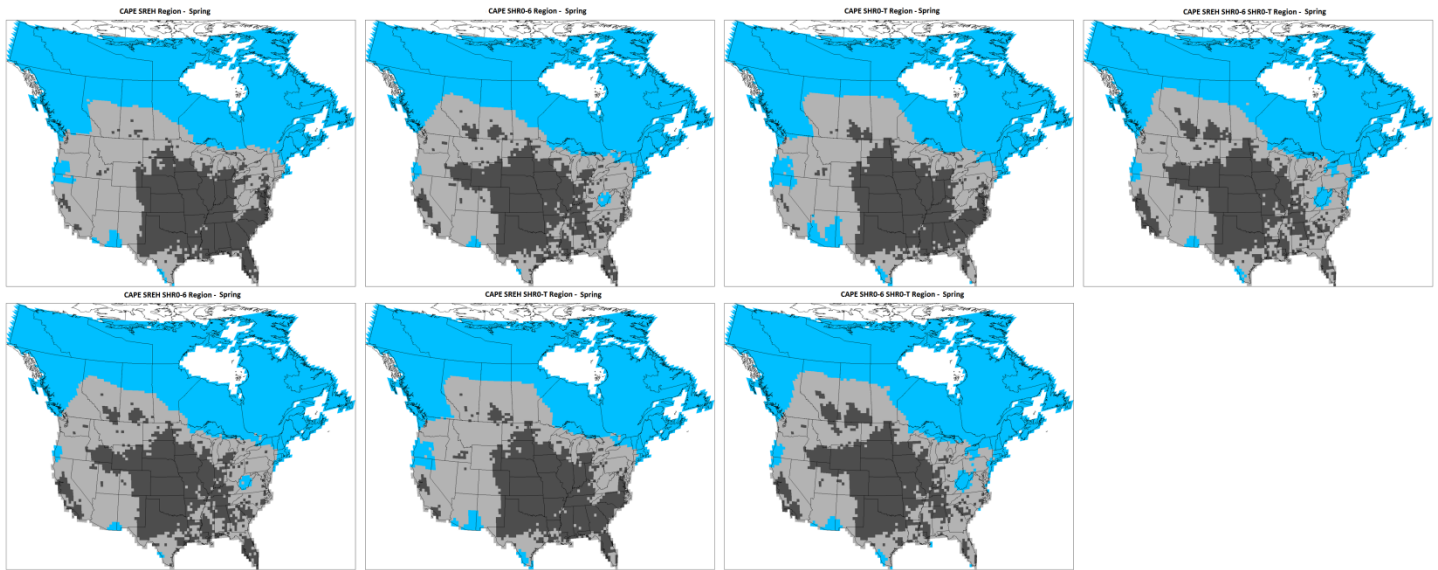 CAPE SREH Region - Spring
CAPE SHR0-6 Region - Spring
CAPE SHR0-T Region - Spring
CAPE SREH SHR0-6 SHR0-T Region - Spring
CAPE SREH SHR0-6 Region - Spring
CAPE SREH SHR0-T Region - Spring
CAPE SHR0-6 SHR0-T Region - Spring